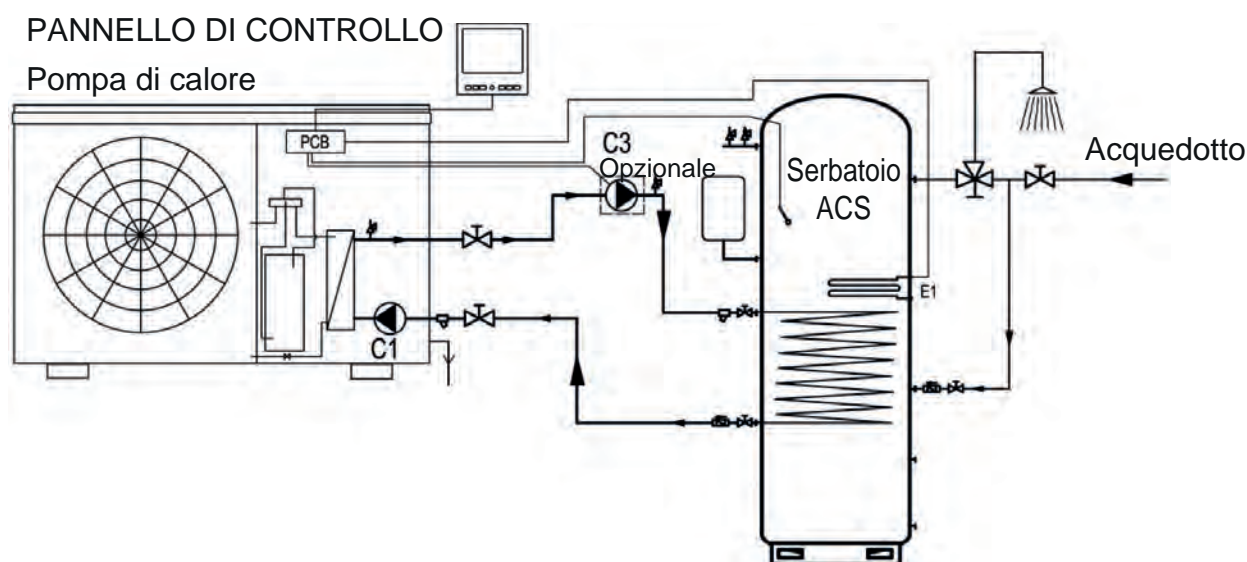 PANNELLO DI CONTROLLO
Pompa di calore
PCB
C3
Opzionale
Serbatoio
ACS
Acquedotto
E1
C1